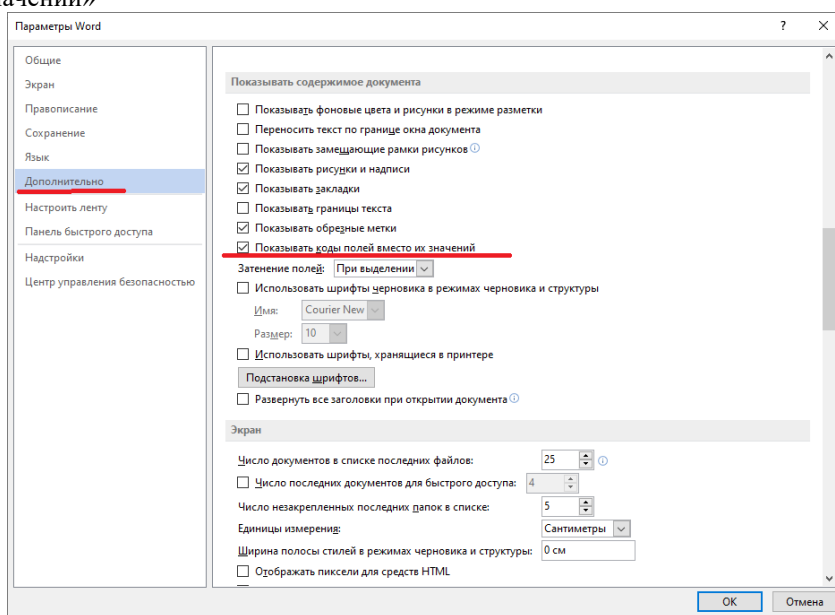 Параметры Word
Общие
Экран
Правописание
Сохранение
Язык
Дополнительно
Настроить ленту
Панель быстрого доступа
Надстройки
Центр управления безопасностью
Показывать содержимое документа
Показывать фоновые цвета и рисунки в режиме разметки
Переносить текст по границе окна документа
Показывать замещающие рамки рисунков
Показывать рисунки и надписи
Показывать закладки
Показывать границы текста
Показывать обрезные метки
Показывать коды полей вместо их значений
Затенение полей: При выделении
Использовать шрифты черновика в режимах черновика и структуры
Имя: Courier New
Размер: 10
Использовать шрифты, хранящиеся в принтере
Подстановка шрифтов...
Развернуть все заголовки при открытии документа
Экран
Число документов в списке последних файлов: 25
Число последних документов для быстрого доступа: 4
Число незакрепленных последних папок в списке: 5
Единицы измерения: Сантиметры
Ширина полосы стилей в режимах черновика и структуры: 0 см
Отображать пиксели для средств HTML
ОК Отмена